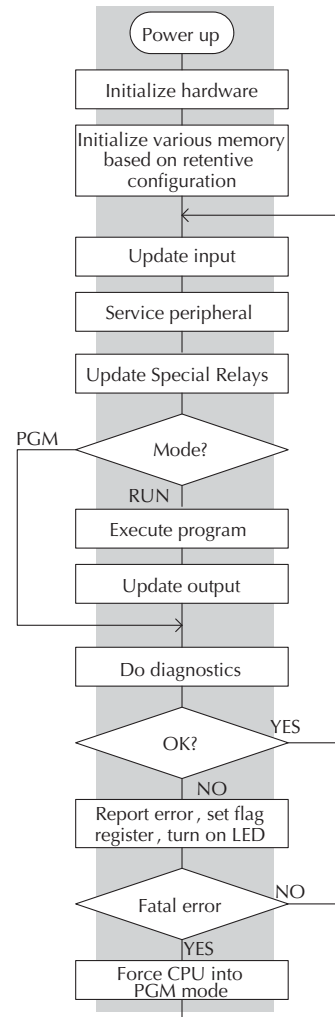 Power up
Initialize hardware
Initialize various memory
based on retentive
configuration
Update input
Service peripheral
Update Special Relays
PGM
Mode?
RUN
Execute program
Update output
Do diagnostics
YES
OK?
NO
Report error, set flag
register, turn on LED
NO
Fatal error
YES
Force CPU into
PGM mode